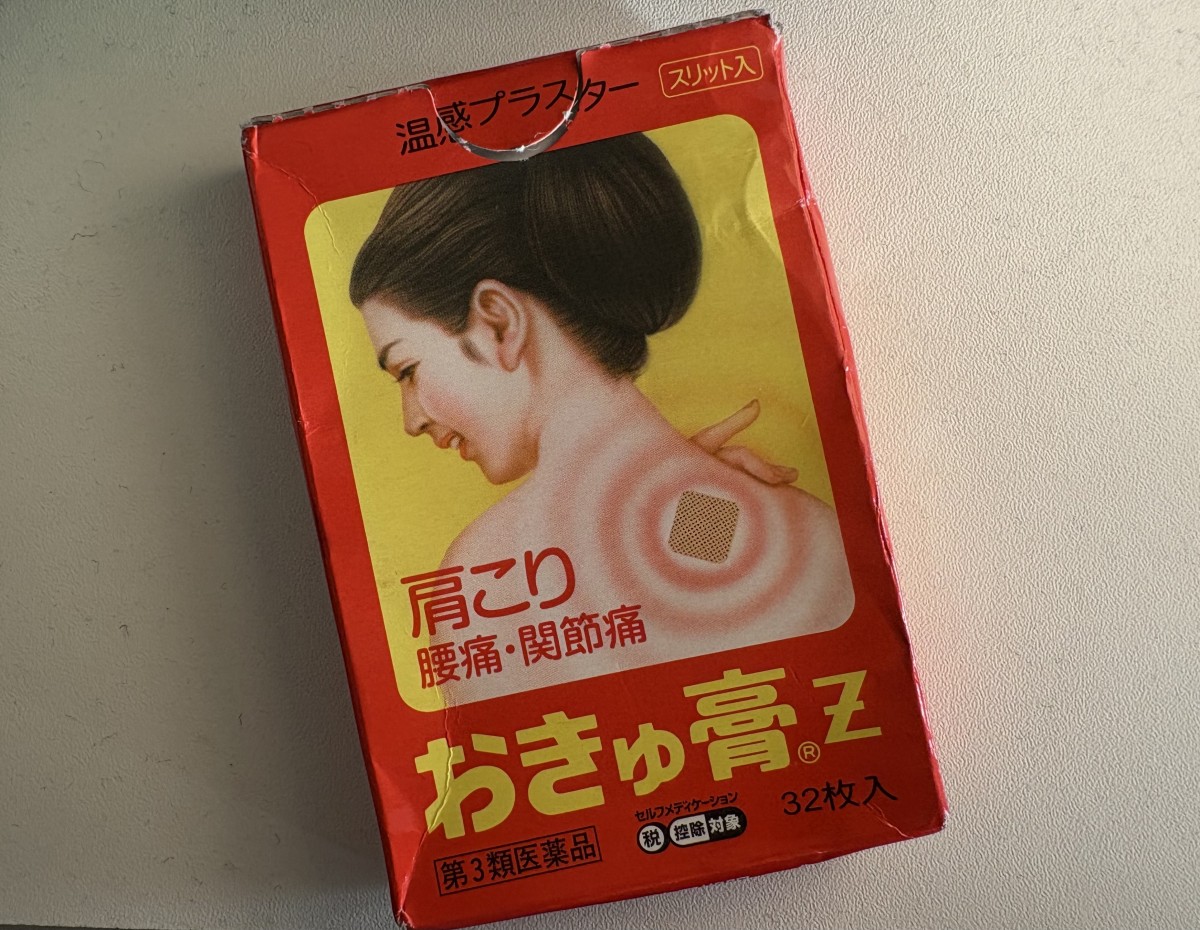 温感プラスター
スリット入
肩こり
腰痛・関節痛
おきゅ膏®Z
32枚入
セルフメディケーション
税 控除対象
第3類医薬品